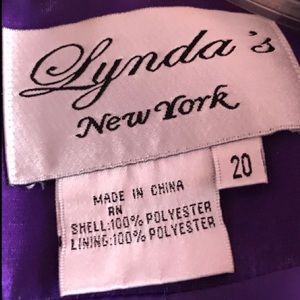 Lynda's
New York
20
MADE IN CHINA
RN
SHELL:100% POLYESTER
LINING:100% POLYESTER